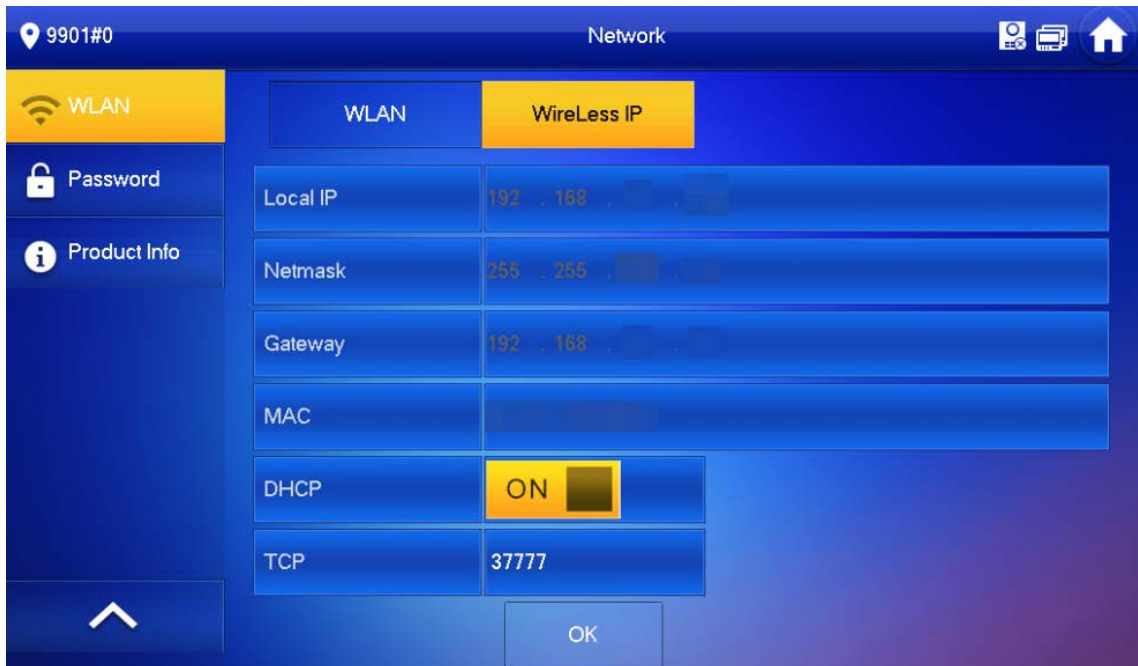 9901#0
Network
WLAN
Password
Product Info
WLAN
WireLess IP
Local IP 192 . 168 . .
Netmask 255 . 255 . .
Gateway 192 . 168 . .
MAC
DHCP ON
TCP 37777
OK